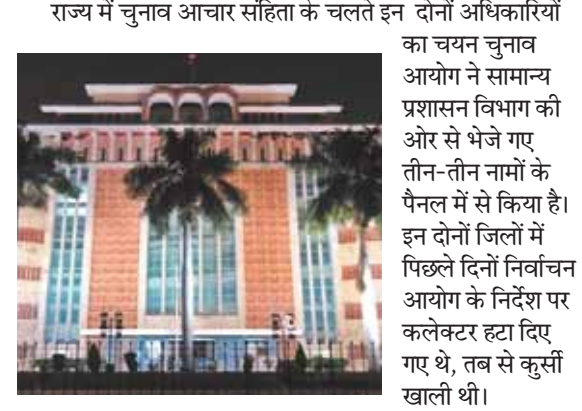 राज्य में चुनाव आचार संहिता के चलते इन दोनों अधिकारियों
का चयन चुनाव
आयोग ने सामान्य
प्रशासन विभाग की
ओर से भेजे गए
तीन-तीन नामों के
पैनल में से किया है।
इन दोनों जिलों में
पिछले दिनों निर्वाचन
आयोग के निर्देश पर
कलेक्टर हटा दिए
गए थे, तब से कुर्सी
खाली थी।